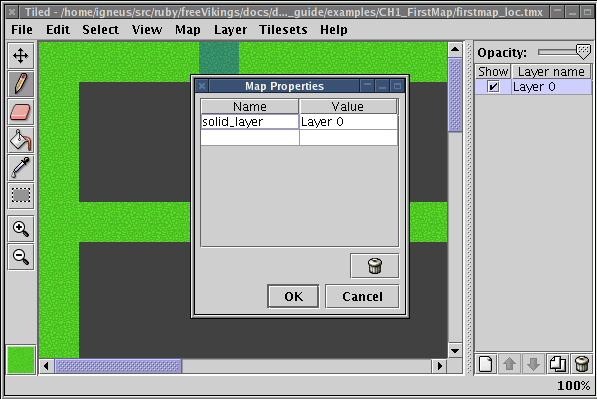 Tiled - /home/igneus/src/ruby/freeVikings/docs/d..._guide/examples/CH1_FirstMap/firstmap_loc.tmx
File Edit Select View Map Layer Tilesets Help
Opacity:
Show Layer name
Layer 0
Map Properties
Name Value
solid_layer Layer 0
OK Cancel
100%